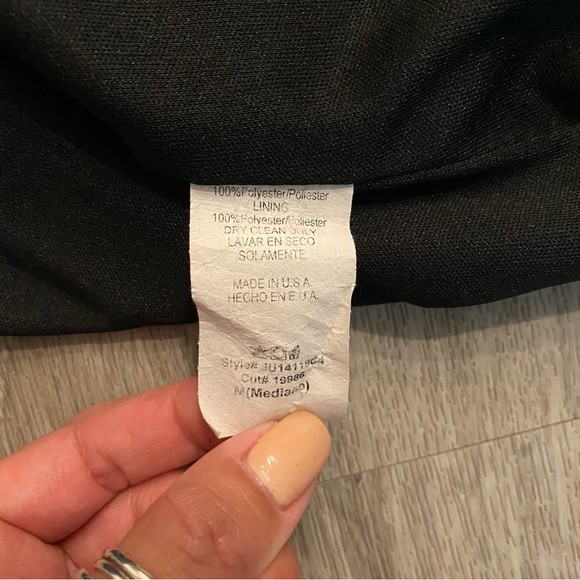 100%Polyester/Poliester
LINING
100%Polyester/Poliester
DRY CLEAN ONLY
LAVAR EN SECO
SOLAMENTE
MADE IN U.S.A.
HECHO EN E.U.A.
Style#
Cut# 19986
M(Mediano)